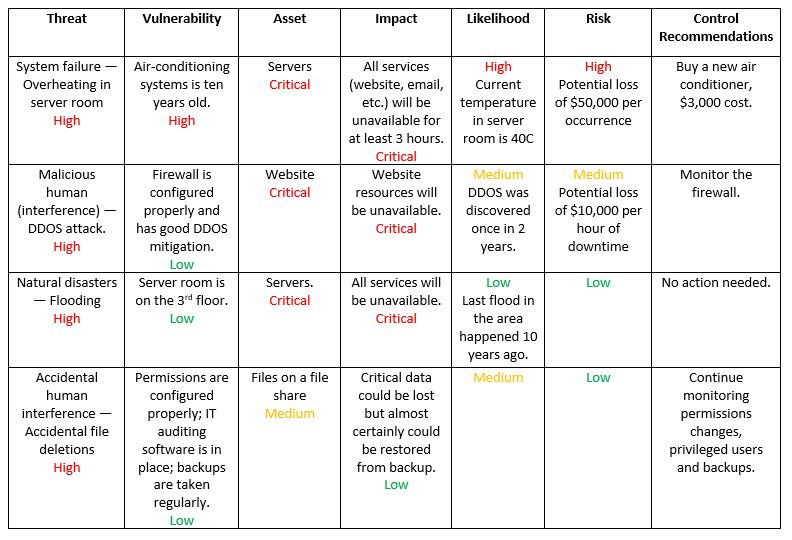 Threat
Vulnerability
Asset
Impact
Likelihood
Risk
Control
Recommendations
System failure —
Overheating in
server room
High
Air-conditioning
systems is ten
years old.
High
Servers
Critical
All services
(website, email,
etc.) will be
unavailable for
at least 3 hours.
Critical
High
Current
temperature
in server
room is 40C
High
Potential loss
of $50,000 per
occurrence
Buy a new air
conditioner,
$3,000 cost.
Malicious
human
(interference) —
DDOS attack.
High
Firewall is
configured
properly and
has good DDOS
mitigation.
Low
Website
Critical
Website
resources will
be unavailable.
Critical
Medium
DDOS was
discovered
once in 2
years.
Medium
Potential loss
of $10,000 per
hour of
downtime
Monitor the
firewall.
Natural disasters
— Flooding
High
Server room is
on the 3rd floor.
Low
Servers.
Critical
All services will
be unavailable.
Critical
Low
Last flood in
the area
happened 10
years ago.
Low
No action needed.
Accidental
human
interference —
Accidental file
deletions
High
Permissions are
configured
properly; IT
auditing
software is in
place; backups
are taken
regularly.
Low
Files on a file
share
Medium
Critical data
could be lost
but almost
certainly could
be restored
from backup.
Low
Medium
Low
Continue
monitoring
permissions
changes,
privileged users
and backups.